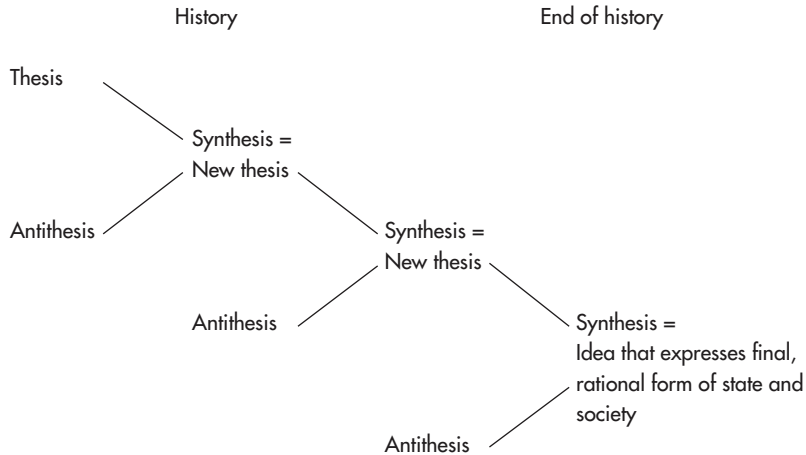 History
End of history
Thesis
Synthesis =
New thesis
Antithesis
Synthesis =
New thesis
Antithesis
Synthesis =
Idea that expresses final,
rational form of state and
society
Antithesis